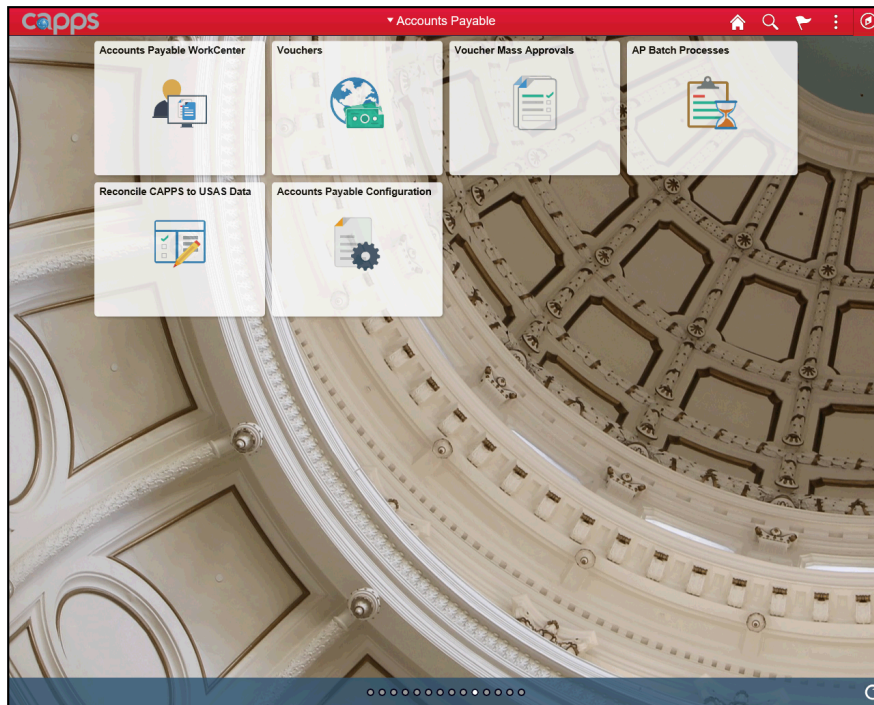 capps
Accounts Payable
Accounts Payable WorkCenter
Vouchers
Voucher Mass Approvals
AP Batch Processes
Reconcile CAPPS to USAS Data
Accounts Payable Configuration